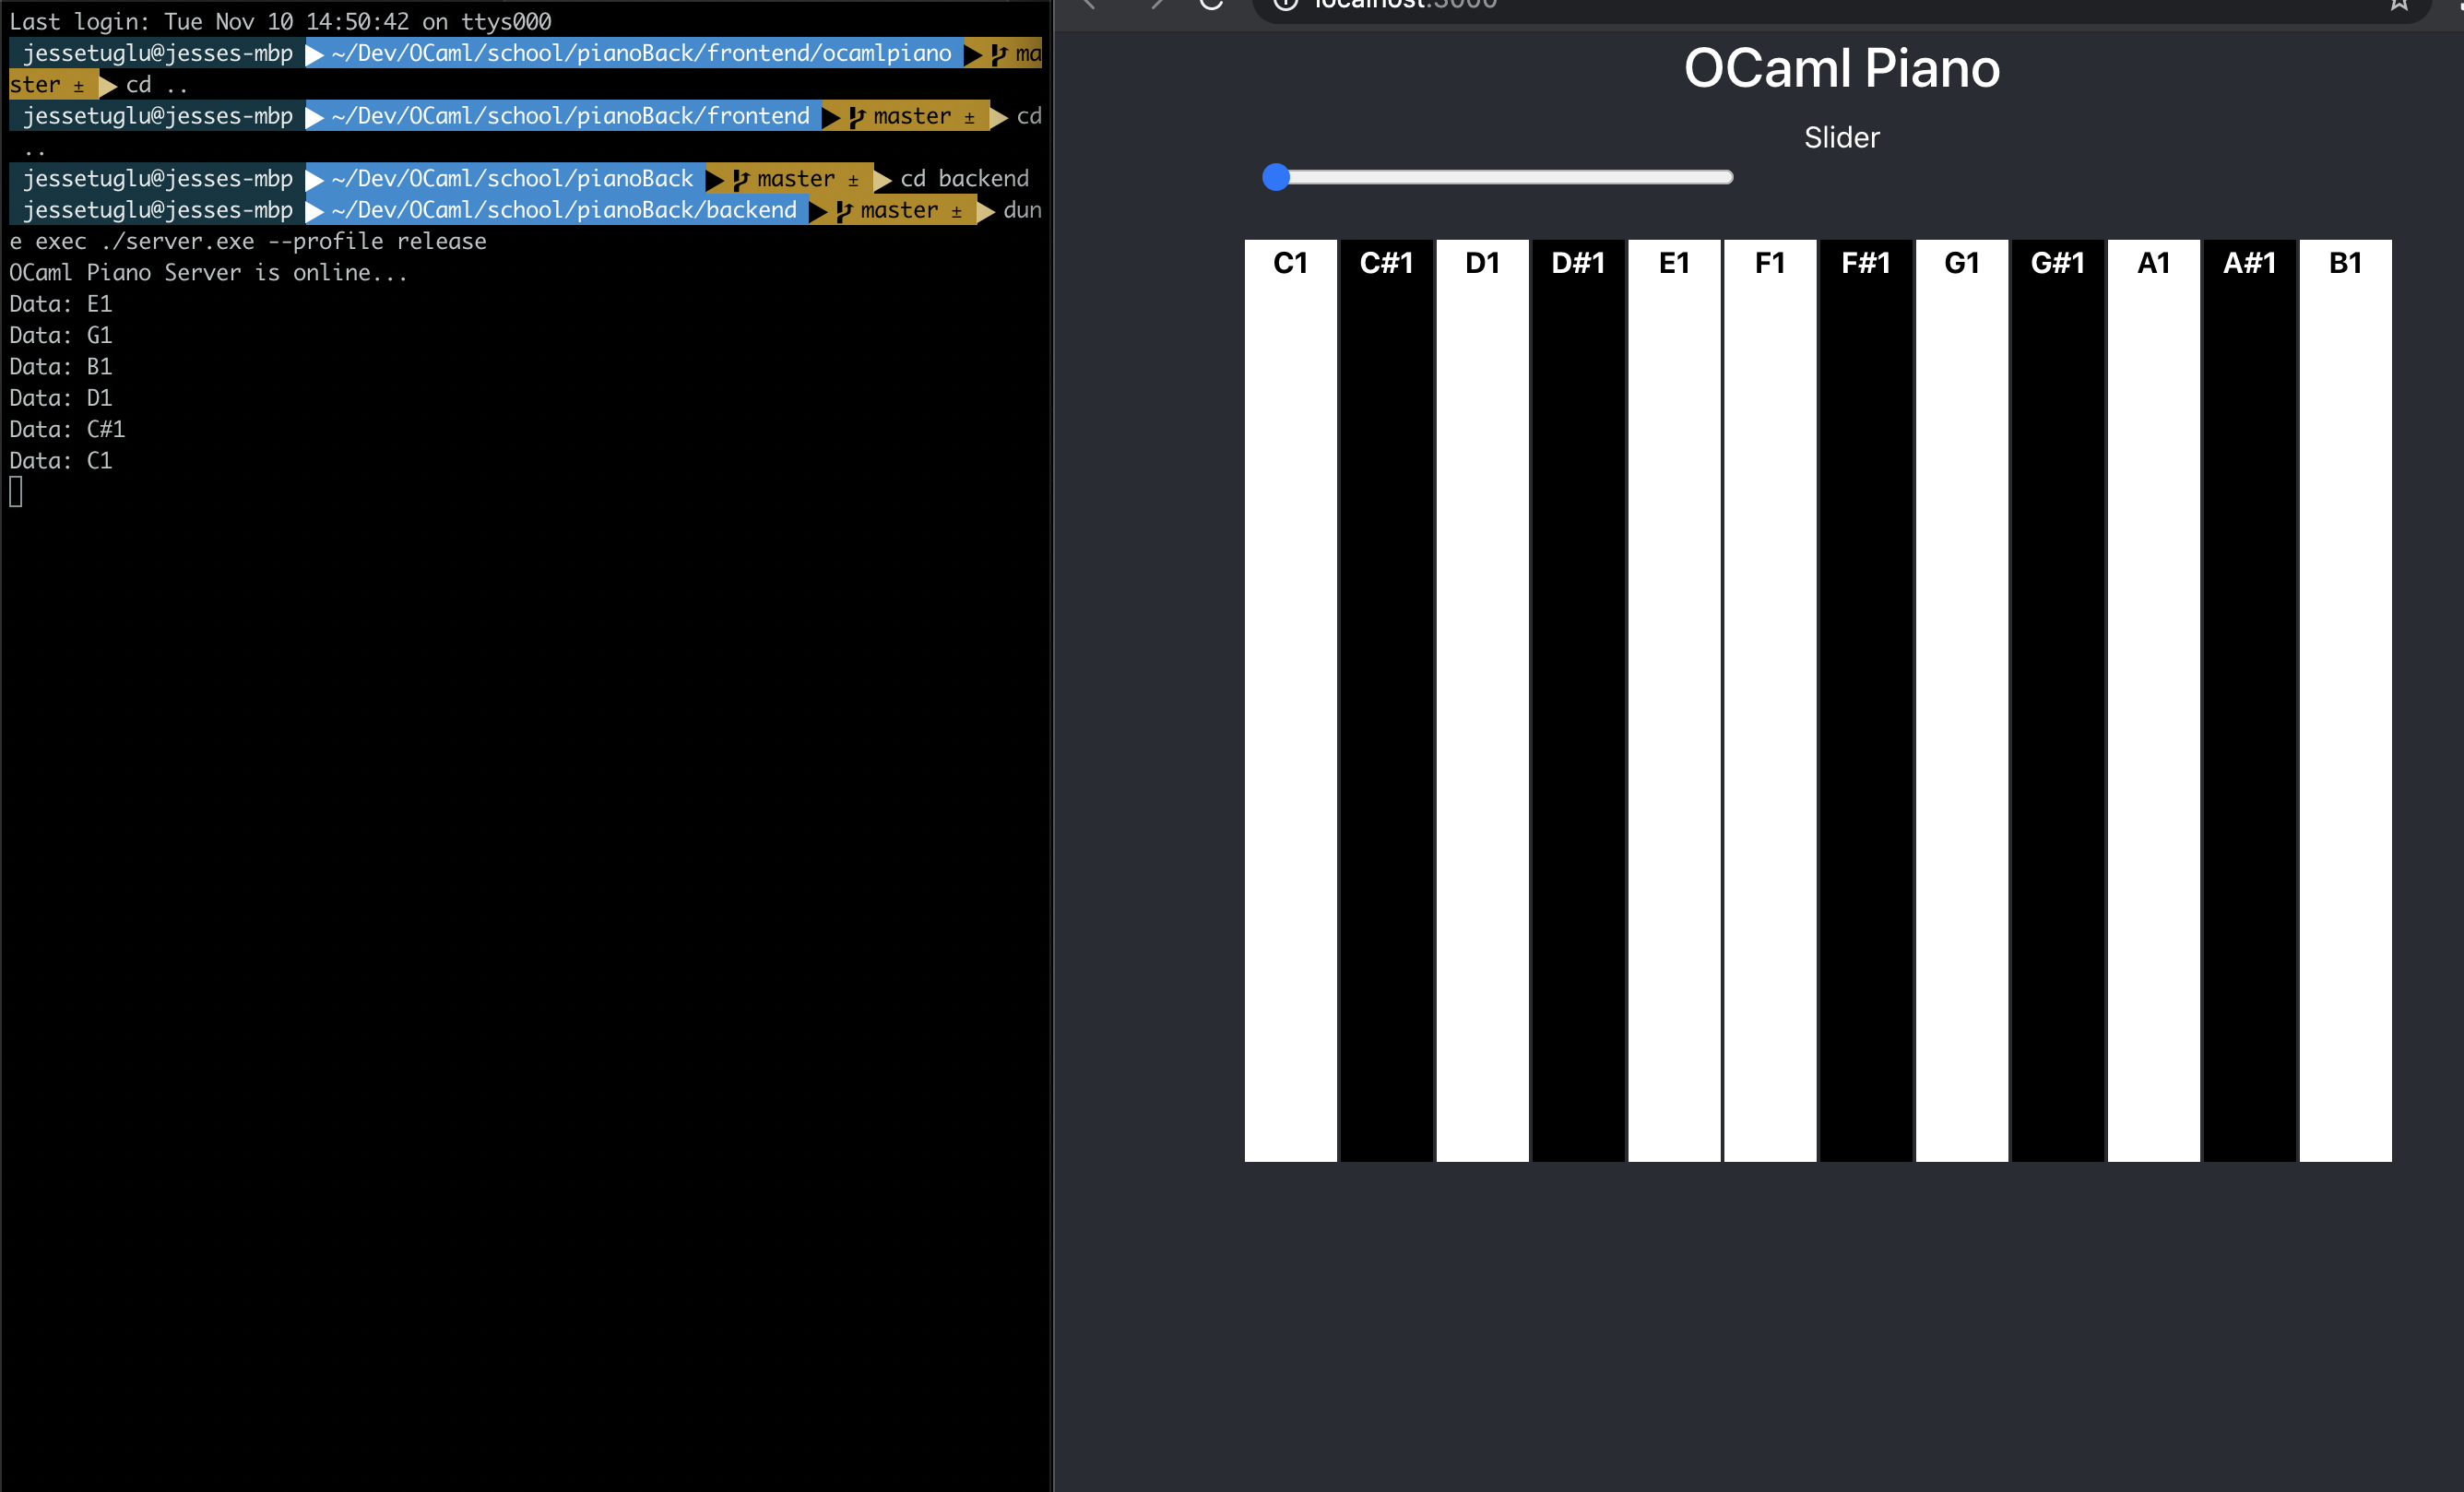 Last login: Tue Nov 10 14:50:42 on ttys000
jessetuglu@jesses-mbp ~/Dev/OCaml/school/pianoBack/frontend/ocamlpiano ma
ster ± cd ..
jessetuglu@jesses-mbp ~/Dev/OCaml/school/pianoBack/frontend master ± cd
..
jessetuglu@jesses-mbp ~/Dev/OCaml/school/pianoBack master ± cd backend
jessetuglu@jesses-mbp ~/Dev/OCaml/school/pianoBack/backend master ± dun
e exec ./server.exe --profile release
OCaml Piano Server is online...
Data: E1
Data: G1
Data: B1
Data: D1
Data: C#1
Data: C1
localhost:3000
OCaml Piano
Slider
C1 C#1 D1 D#1 E1 F1 F#1 G1 G#1 A1 A#1 B1